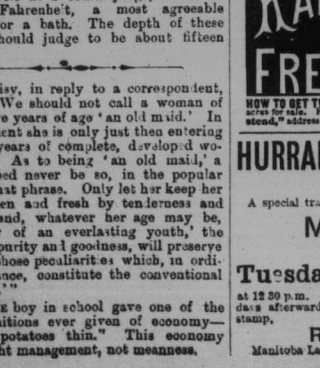 Fahrenheit, a most agreeable
or a bath. The depth of these
hould judge to be about fifteen
isy, in reply to a correspondent,
We should not call a woman of
e years of age 'an old maid.' In
ent she is only just then entering
years of complete, developed wo-
As to being 'an old maid,' a
ed never be so, in the popular
at phrase. Only let her keep her
en and fresh by tenderness and
and, whatever her age may be,
of an everlasting youth,' the
purity and goodness, will preserve
hose peculiarities which, in ordi-
nce, constitute the conventional
'"
E boy in school gave one of the
itions ever given of economy—
potatoes thin." This economy
ht management, not meanness.
FRE
HOW TO GET T
acres for sale.
stead," address
HURRA
A special tra
M
Tuesda
at 12 30 p.m.
days afterward
stamp.
R
Manitoba La